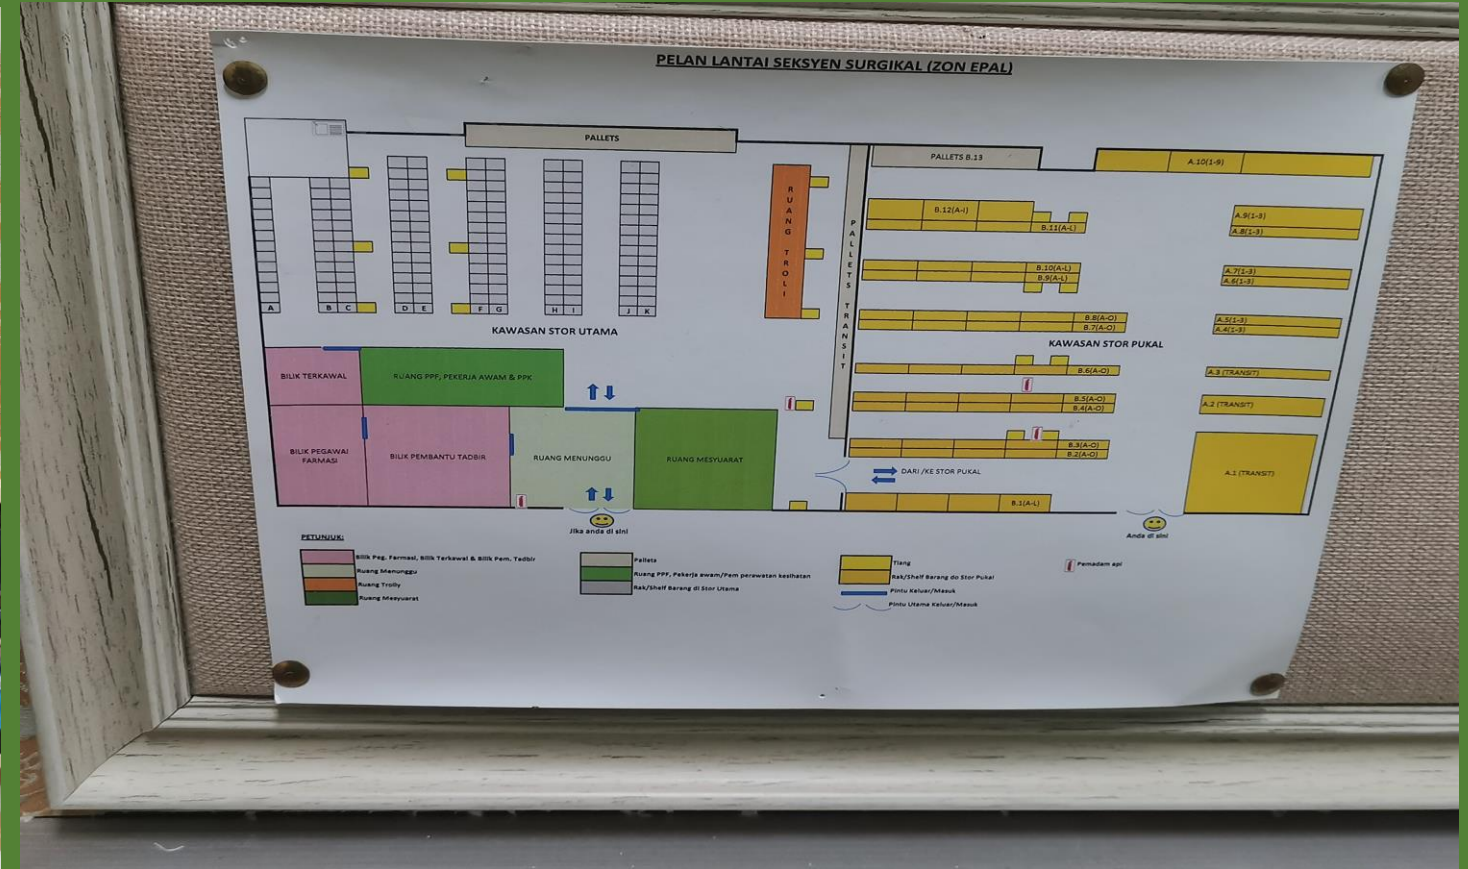 PELAN LANTAI SEKSYEN SURGIKAL (ZON EPAL)
PALLETS
PALLETS B.13
A.10(1-9)
RUANG TROLI
PALLETS TRANSIT
B.12(A-I)
B.11(A-L)
A.9(1-3)
A.8(1-3)
B.10(A-L)
B.9(A-L)
A.7(1-3)
A.6(1-3)
A B C D E F G H I J K
B.8(A-O)
B.7(A-O)
A.5(1-3)
A.4(1-3)
KAWASAN STOR UTAMA
KAWASAN STOR PUKAL
BILIK TERKAWAL
RUANG PPF, PEKERJA AWAM & PPK
B.6(A-O)
A.3 (TRANSIT)
B.5(A-O)
B.4(A-O)
A.2 (TRANSIT)
BILIK PEGAWAI
FARMASI
BILIK PEMBANTU TADBIR
RUANG MENUNGGU
RUANG MESYUARAT
B.3(A-O)
B.2(A-O)
DARI /KE STOR PUKAL
A.1 (TRANSIT)
B.1(A-L)
Jika anda di sini
Anda di sini
PETUNJUK:
Bilik Peg. Farmasi, Bilik Terkawal & Bilik Pem. Tadbir
Ruang Menunggu
Ruang Trolly
Ruang Mesyuarat
Pallets
Ruang PPF, Pekerja awam/Pem perawatan kesihatan
Rak/Shelf Barang di Stor Utama
Tiang
Rak/Shelf Barang do Stor Pukal
Pintu Keluar/Masuk
Pintu Utama Keluar/Masuk
Pemadam epi